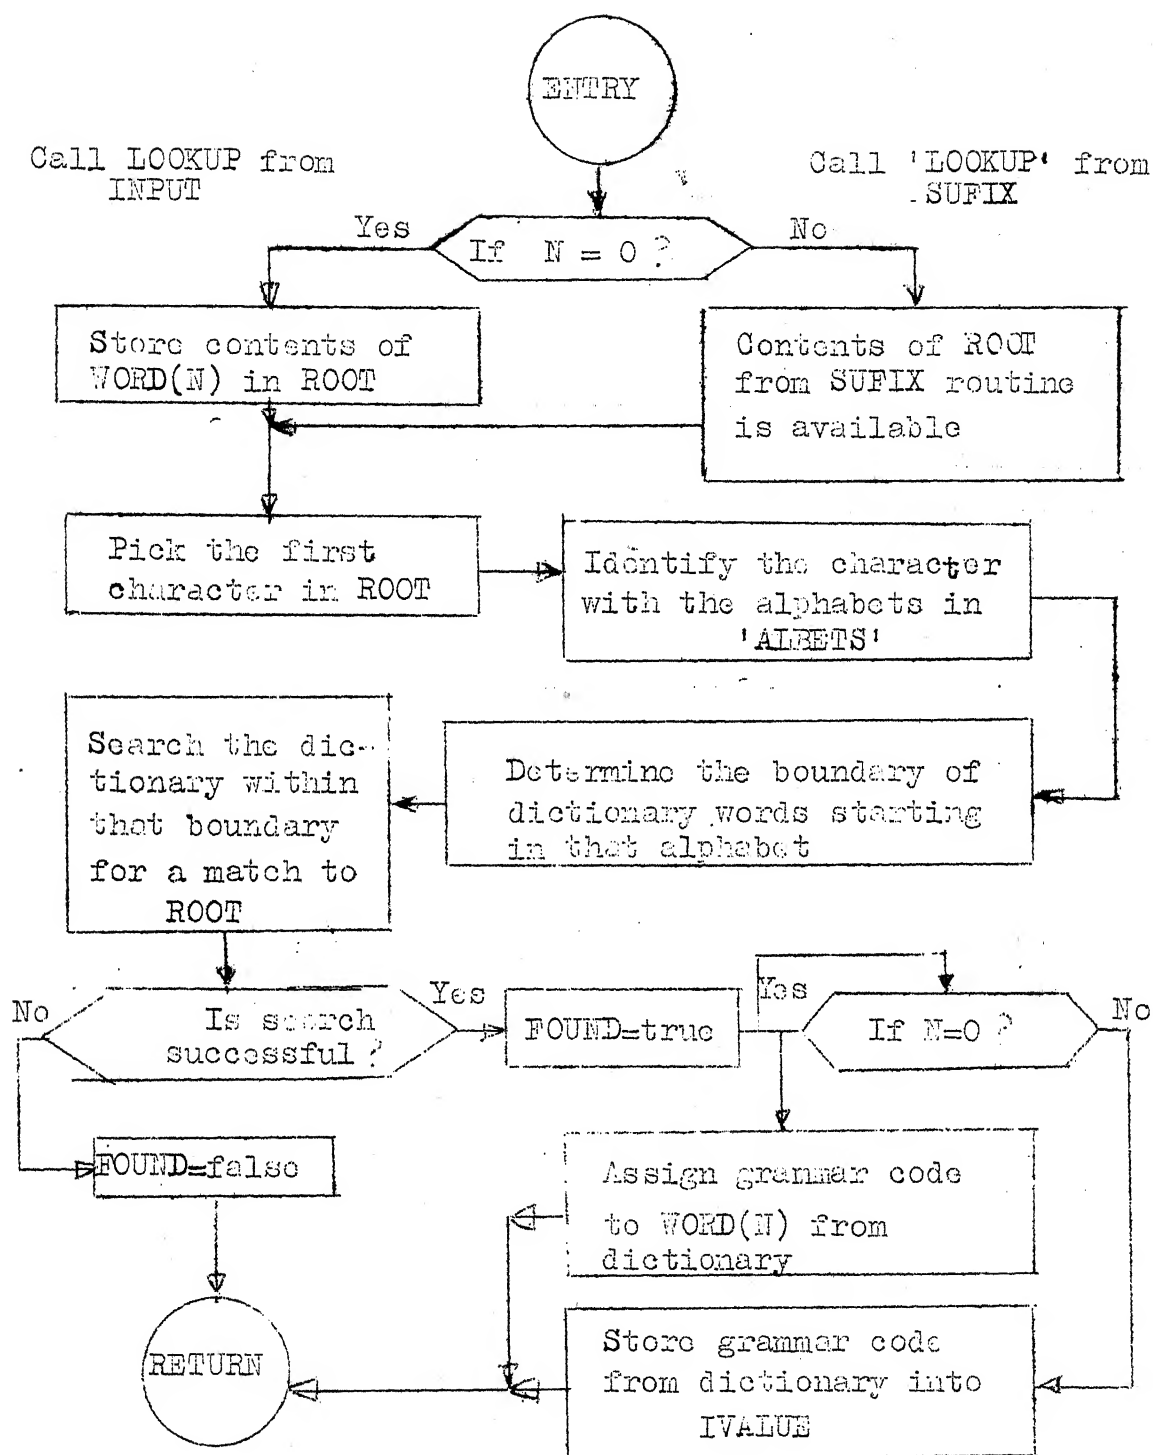 ENTRY
Call LOOKUP from
INPUT
Call 'LOOKUP' from
SUFIX
Yes
If N = 0 ?
No
Store contents of
WORD(N) in ROOT
Contents of ROOT
from SUFIX routine
is available
Pick the first
character in ROOT
Identify the character
with the alphabets in
'ALBETS'
Search the dic-
tionary within
that boundary
for a match to
ROOT
Determine the boundary of
dictionary words starting
in that alphabet
No
Is search
successful ?
Yes
FOUND=true
Yes
If N=0 ?
No
FOUND=false
Assign grammar code
to WORD(N) from
dictionary
RETURN
Store grammar code
from dictionary into
IVALUE